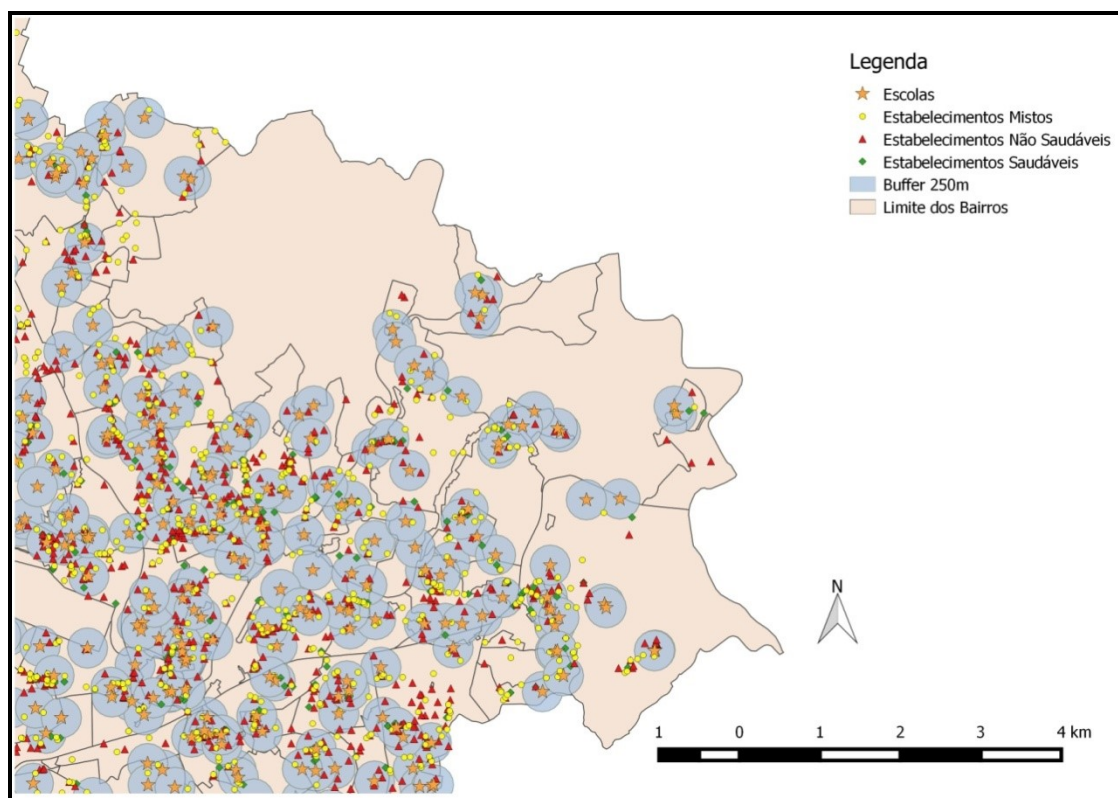 Legenda
Escolas
Estabelecimentos Mistos
Estabelecimentos Não Saudáveis
Estabelecimentos Saudáveis
Buffer 250m
Limite dos Bairros
N
1 0 1 2 3 4 km